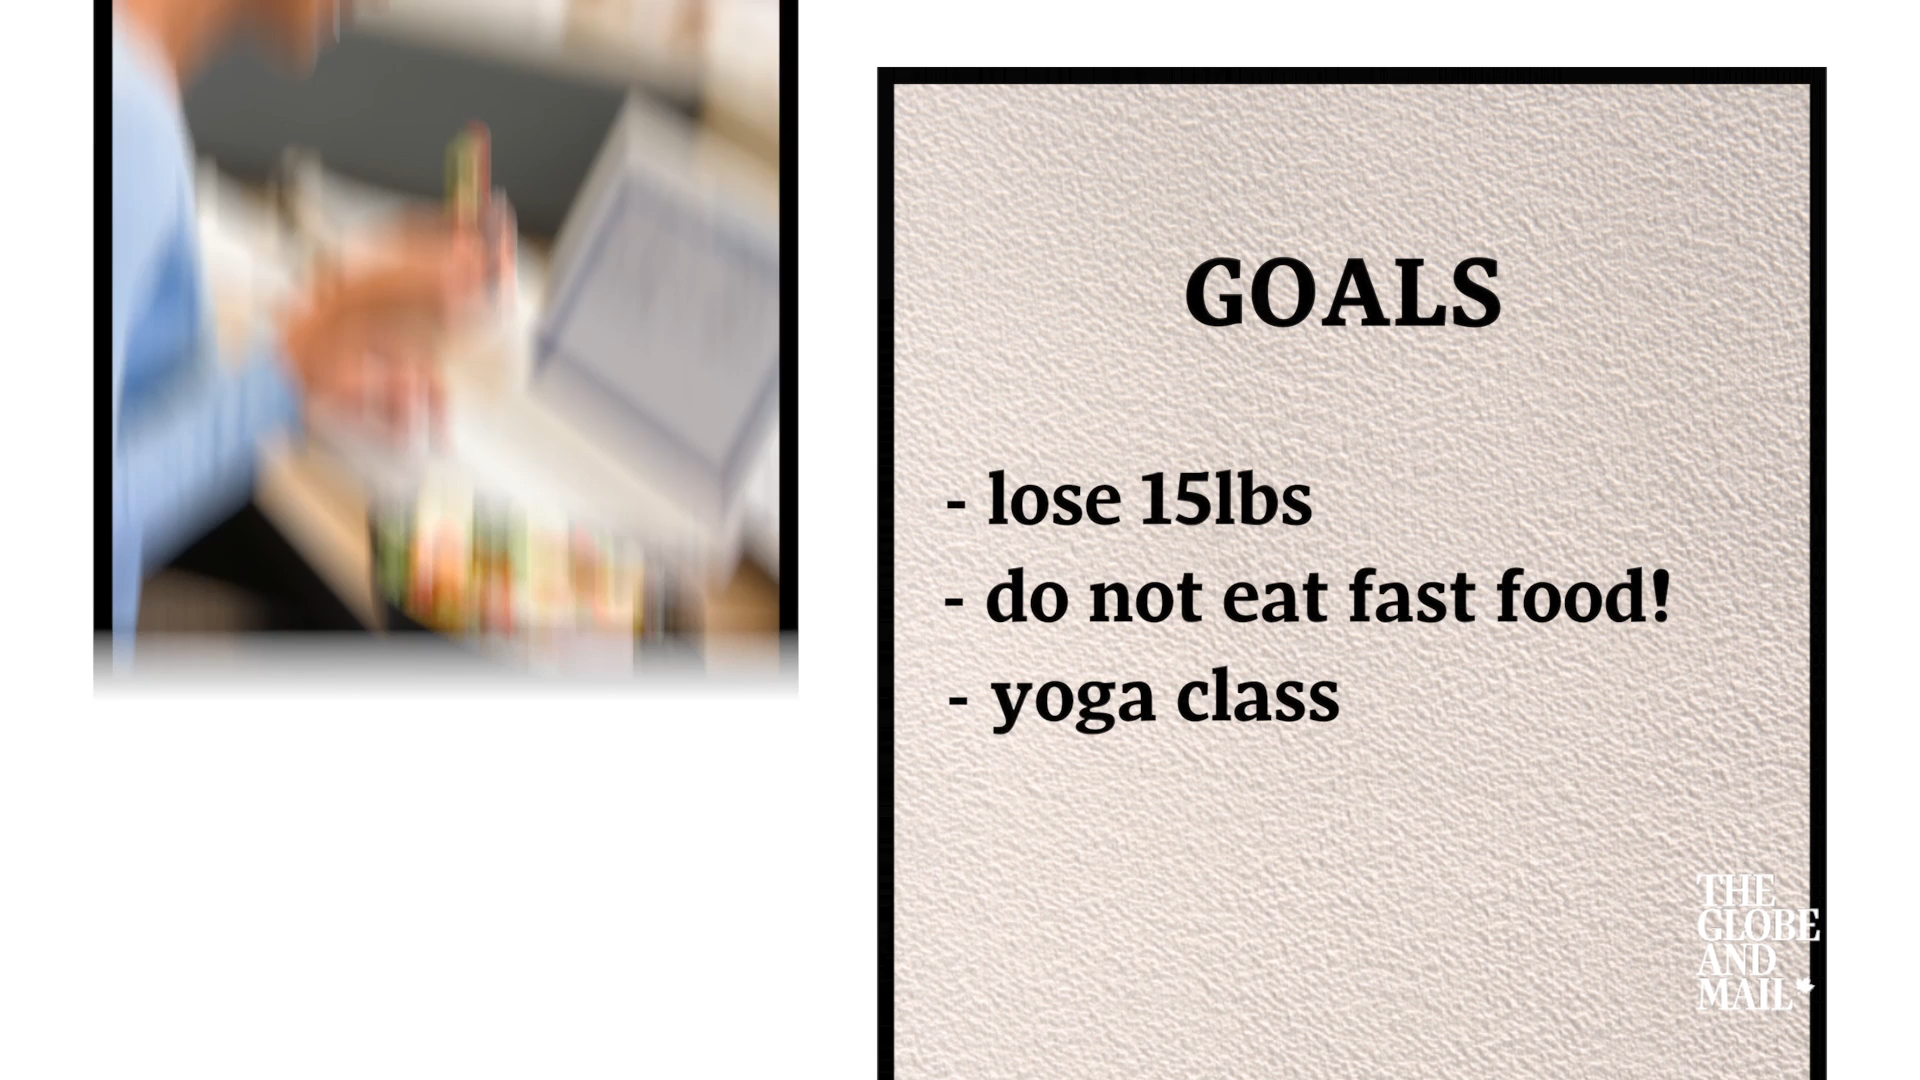 GOALS
- lose 15lbs
- do not eat fast food!
- yoga class
THE
GLOBE
AND
MAIL